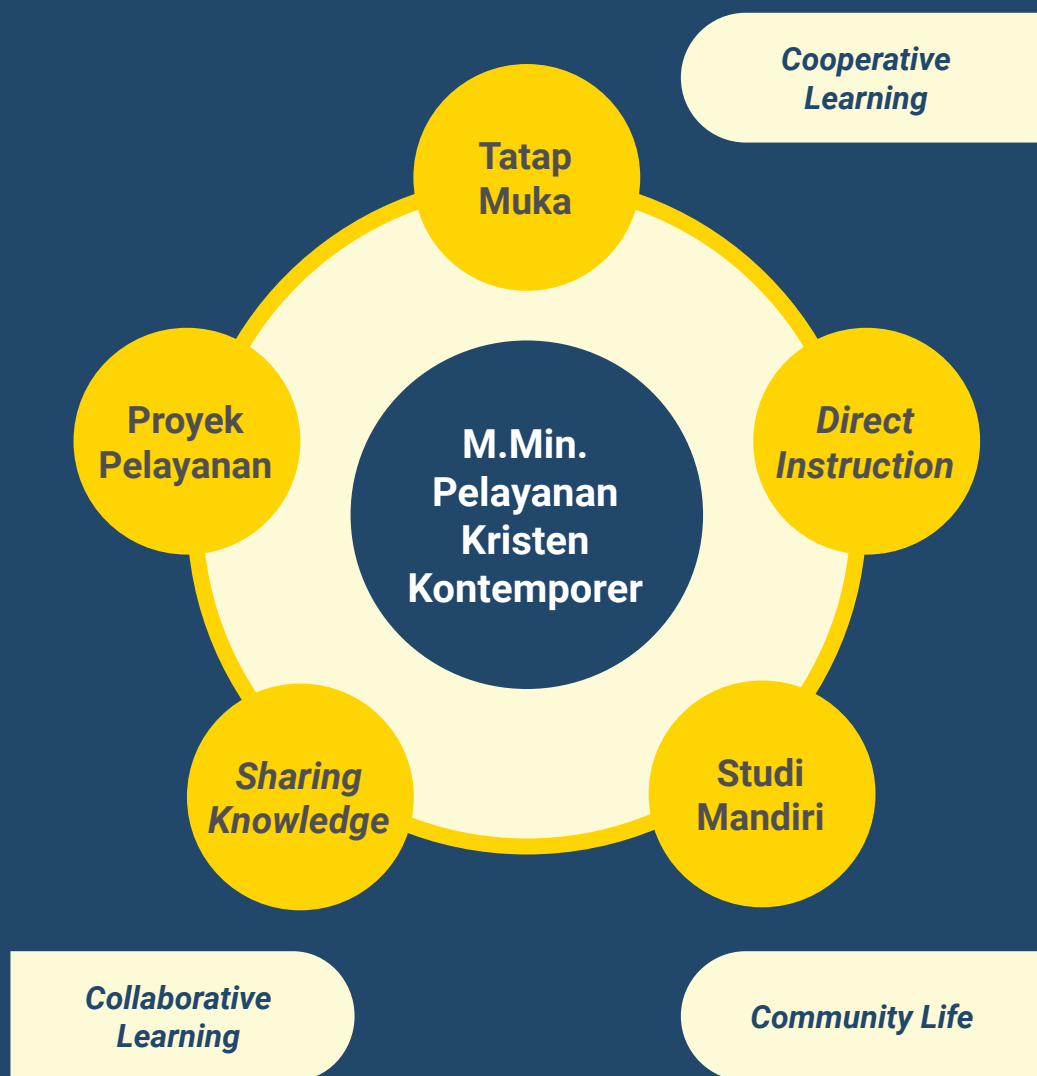 Cooperative
Learning
Tatap
Muka
Proyek
Pelayanan
M.Min.
Pelayanan
Kristen
Kontemporer
Direct
Instruction
Sharing
Knowledge
Studi
Mandiri
Collaborative
Learning
Community Life